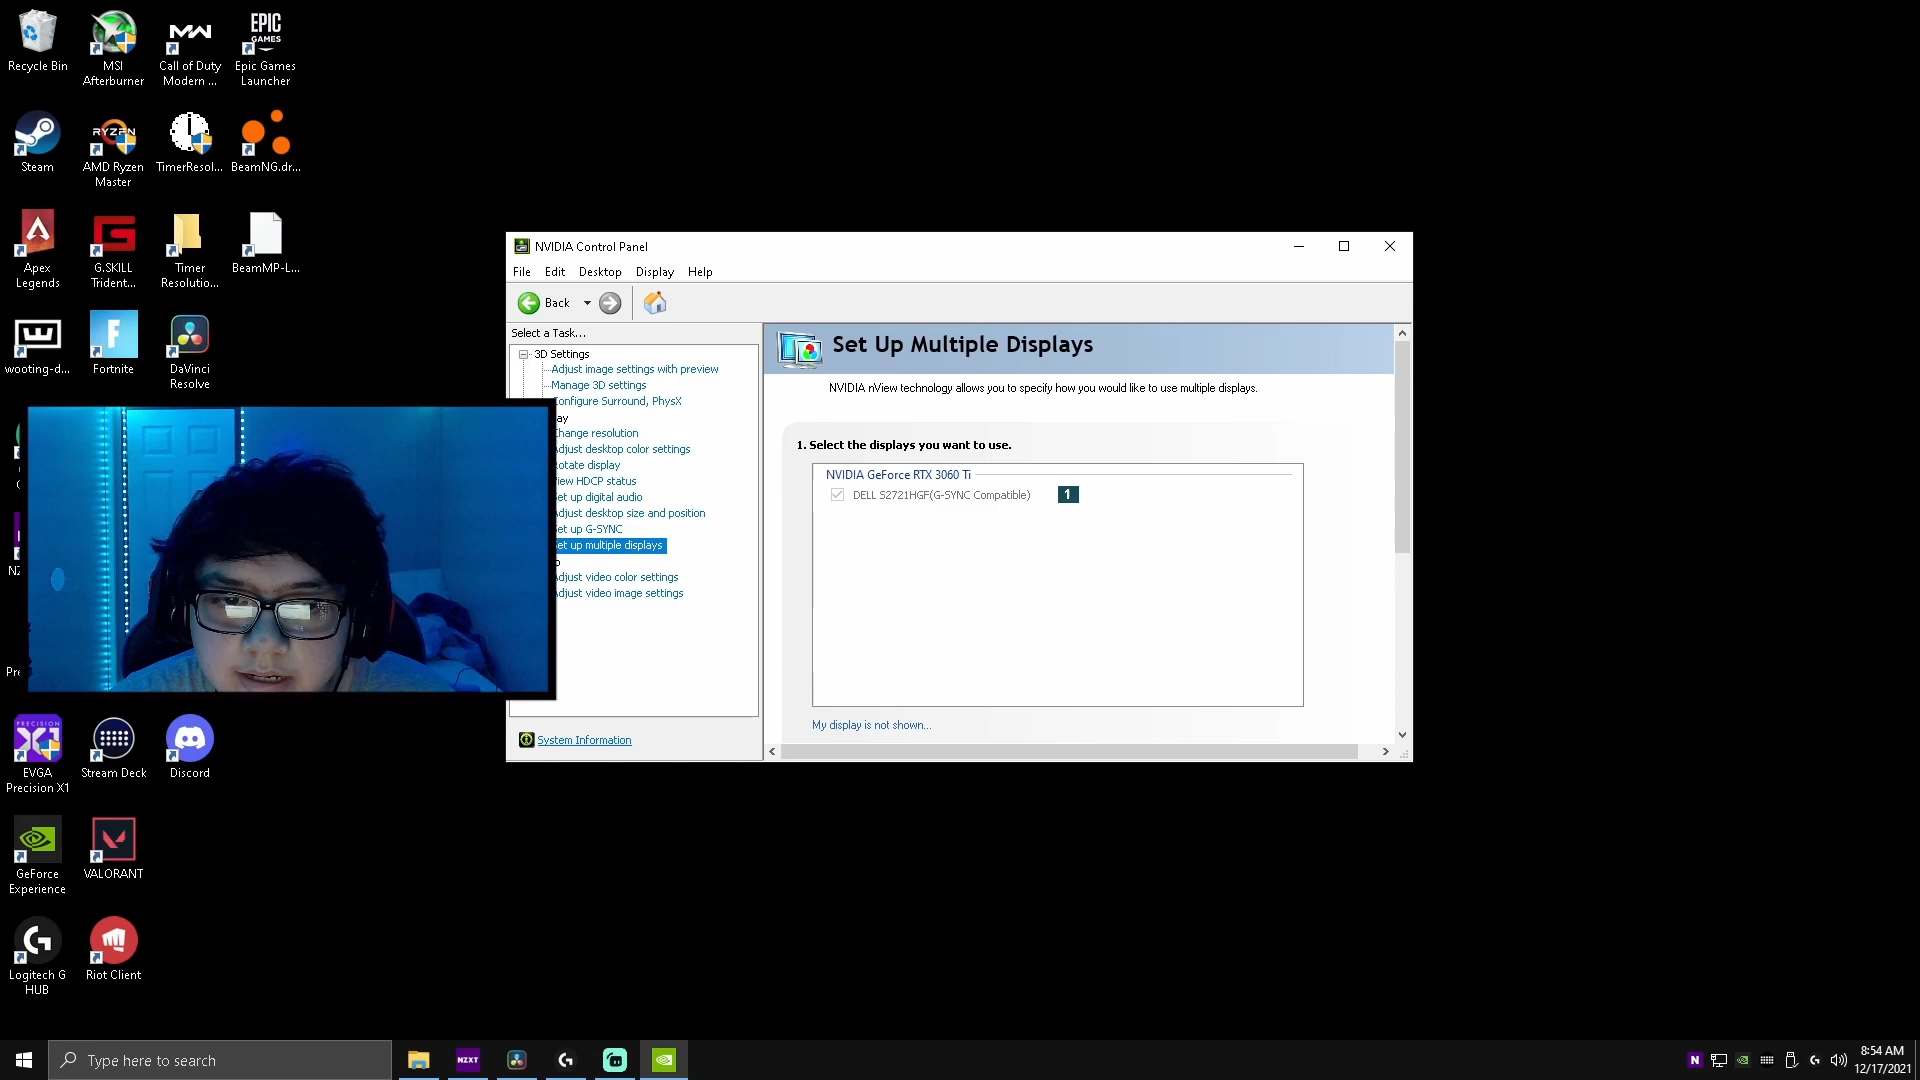 Recycle Bin
MSI
Afterburner
MW
Call of Duty
Modern ...
EPIC
GAMES
Epic Games
Launcher
Steam
RYZEN
AMD Ryzen
Master
TimerResol...
BeamNG.dr...
Apex
Legends
G.SKILL
Trident...
Timer
Resolutio...
BeamMP-L...
wooting-d...
Fortnite
DaVinci
Resolve
NZ
Pre
PRECISION
X1
EVGA
Precision X1
Stream Deck
Discord
GeForce
Experience
VALORANT
Logitech G
HUB
Riot Client
NVIDIA Control Panel
File Edit Desktop Display Help
Back
Select a Task...
3D Settings
Adjust image settings with preview
Manage 3D settings
onfigure Surround, PhysX
ay
hange resolution
djust desktop color settings
otate display
iew HDCP status
et up digital audio
djust desktop size and position
et up G-SYNC
et up multiple displays
o
djust video color settings
djust video image settings
System Information
Set Up Multiple Displays
NVIDIA nView technology allows you to specify how you would like to use multiple displays.
1. Select the displays you want to use.
NVIDIA GeForce RTX 3060 Ti
DELL S2721HGF(G-SYNC Compatible) 1
My display is not shown...
Type here to search
NZXT
N
8:54 AM
12/17/2021